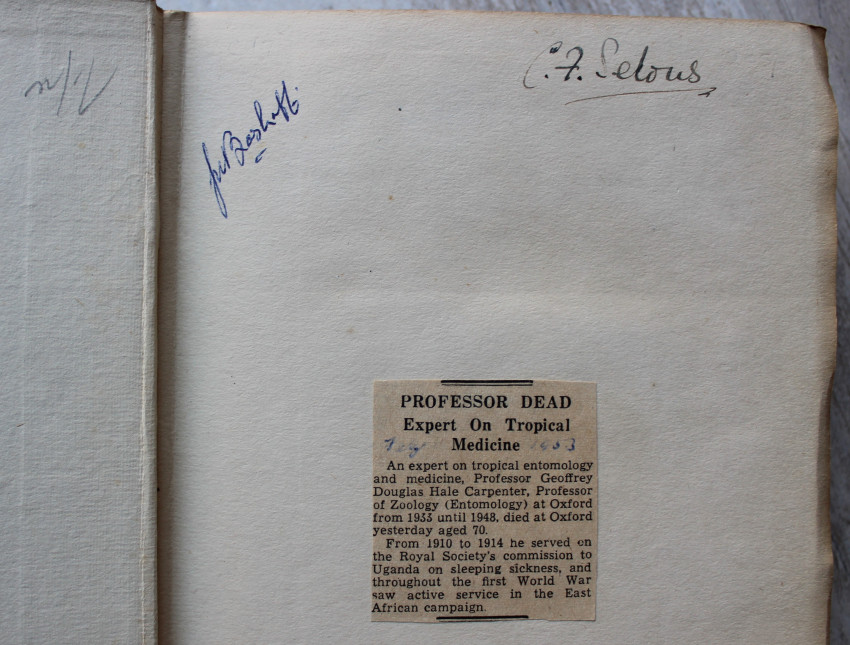 C. F. Selous
PROFESSOR DEAD
Expert On Tropical
Medicine
1953
An expert on tropical entomology
and medicine, Professor Geoffrey
Douglas Hale Carpenter, Professor
of Zoology (Entomology) at Oxford
from 1933 until 1948, died at Oxford
yesterday aged 70.
From 1910 to 1914 he served on
the Royal Society's commission to
Uganda on sleeping sickness, and
throughout the first World War
saw active service in the East
African campaign.